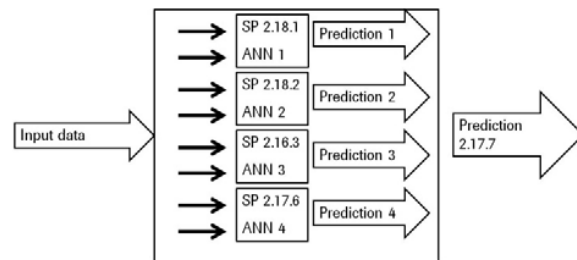 SP 2.18.1
ANN 1
Prediction 1
SP 2.18.2
ANN 2
Prediction 2
Input data
SP 2.16.3
ANN 3
Prediction 3
SP 2.17.6
ANN 4
Prediction 4
Prediction
2.17.7